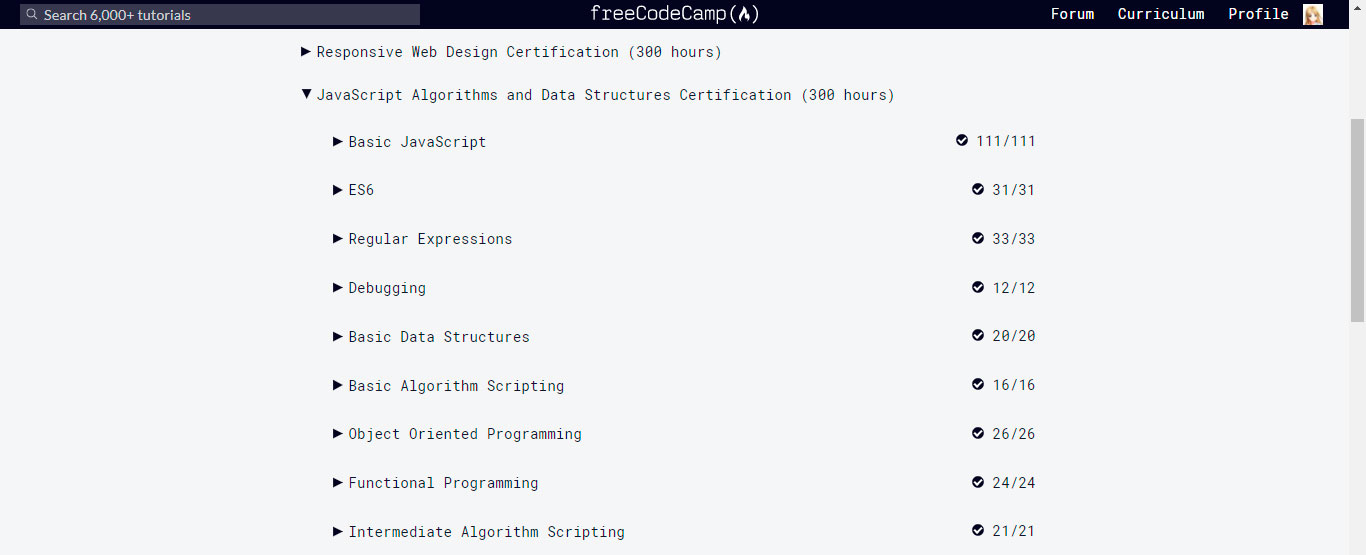 Search 6,000+ tutorials freeCodeCamp Forum Curriculum Profile
Responsive Web Design Certification (300 hours)
JavaScript Algorithms and Data Structures Certification (300 hours)
Basic JavaScript 111/111
ES6 31/31
Regular Expressions 33/33
Debugging 12/12
Basic Data Structures 20/20
Basic Algorithm Scripting 16/16
Object Oriented Programming 26/26
Functional Programming 24/24
Intermediate Algorithm Scripting 21/21